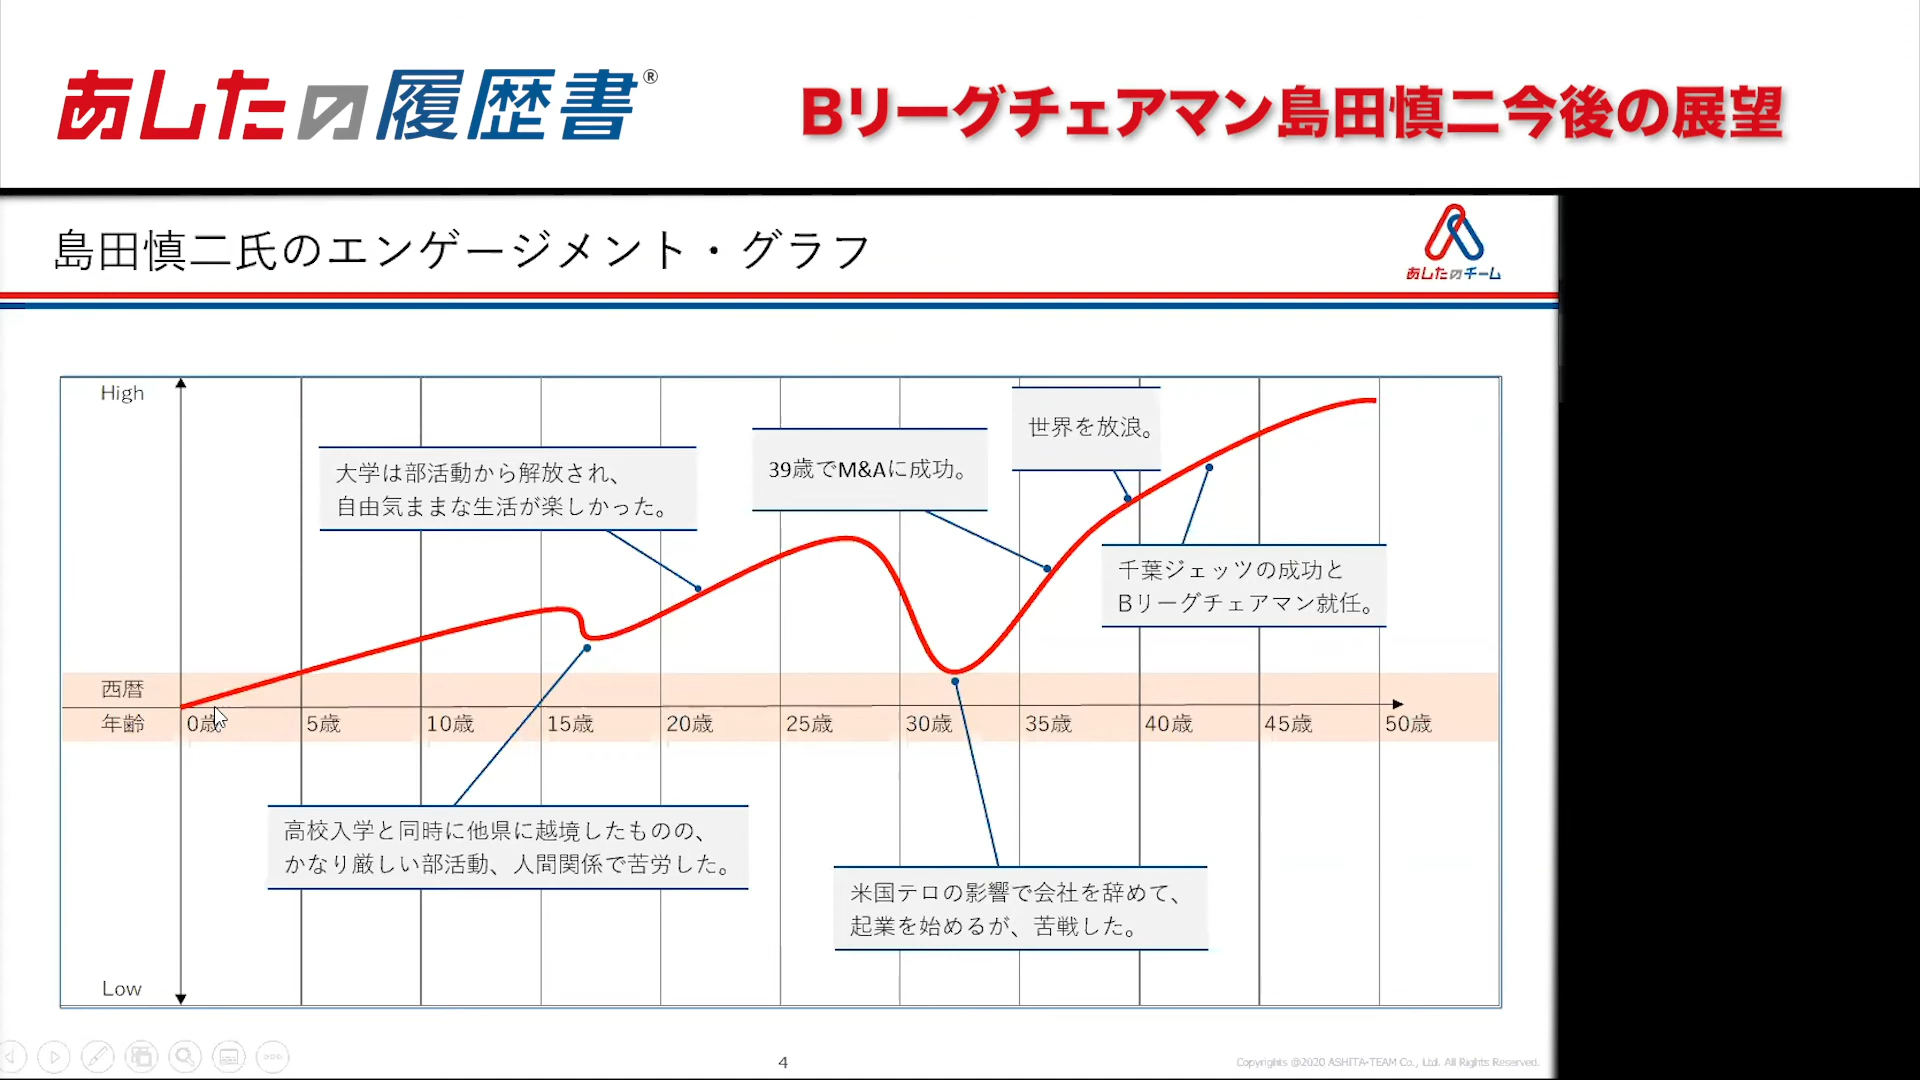 あしたの履歴書®
Bリーグチェアマン島田慎二今後の展望
島田慎二氏のエンゲージメント・グラフ
あしたのチーム
High
世界を放浪。
39歳でM&Aに成功。
大学は部活動から解放され、
自由気ままな生活が楽しかった。
千葉ジェッツの成功と
Bリーグチェアマン就任。
西暦
年齢 0歳 5歳 10歳 15歳 20歳 25歳 30歳 35歳 40歳 45歳 50歳
高校入学と同時に他県に越境したものの、
かなり厳しい部活動、人間関係で苦労した。
米国テロの影響で会社を辞めて、
起業を始めるが、苦戦した。
Low
4
Copyrights @2020 ASHITA-TEAM Co., Ltd. All Rights Reserved.